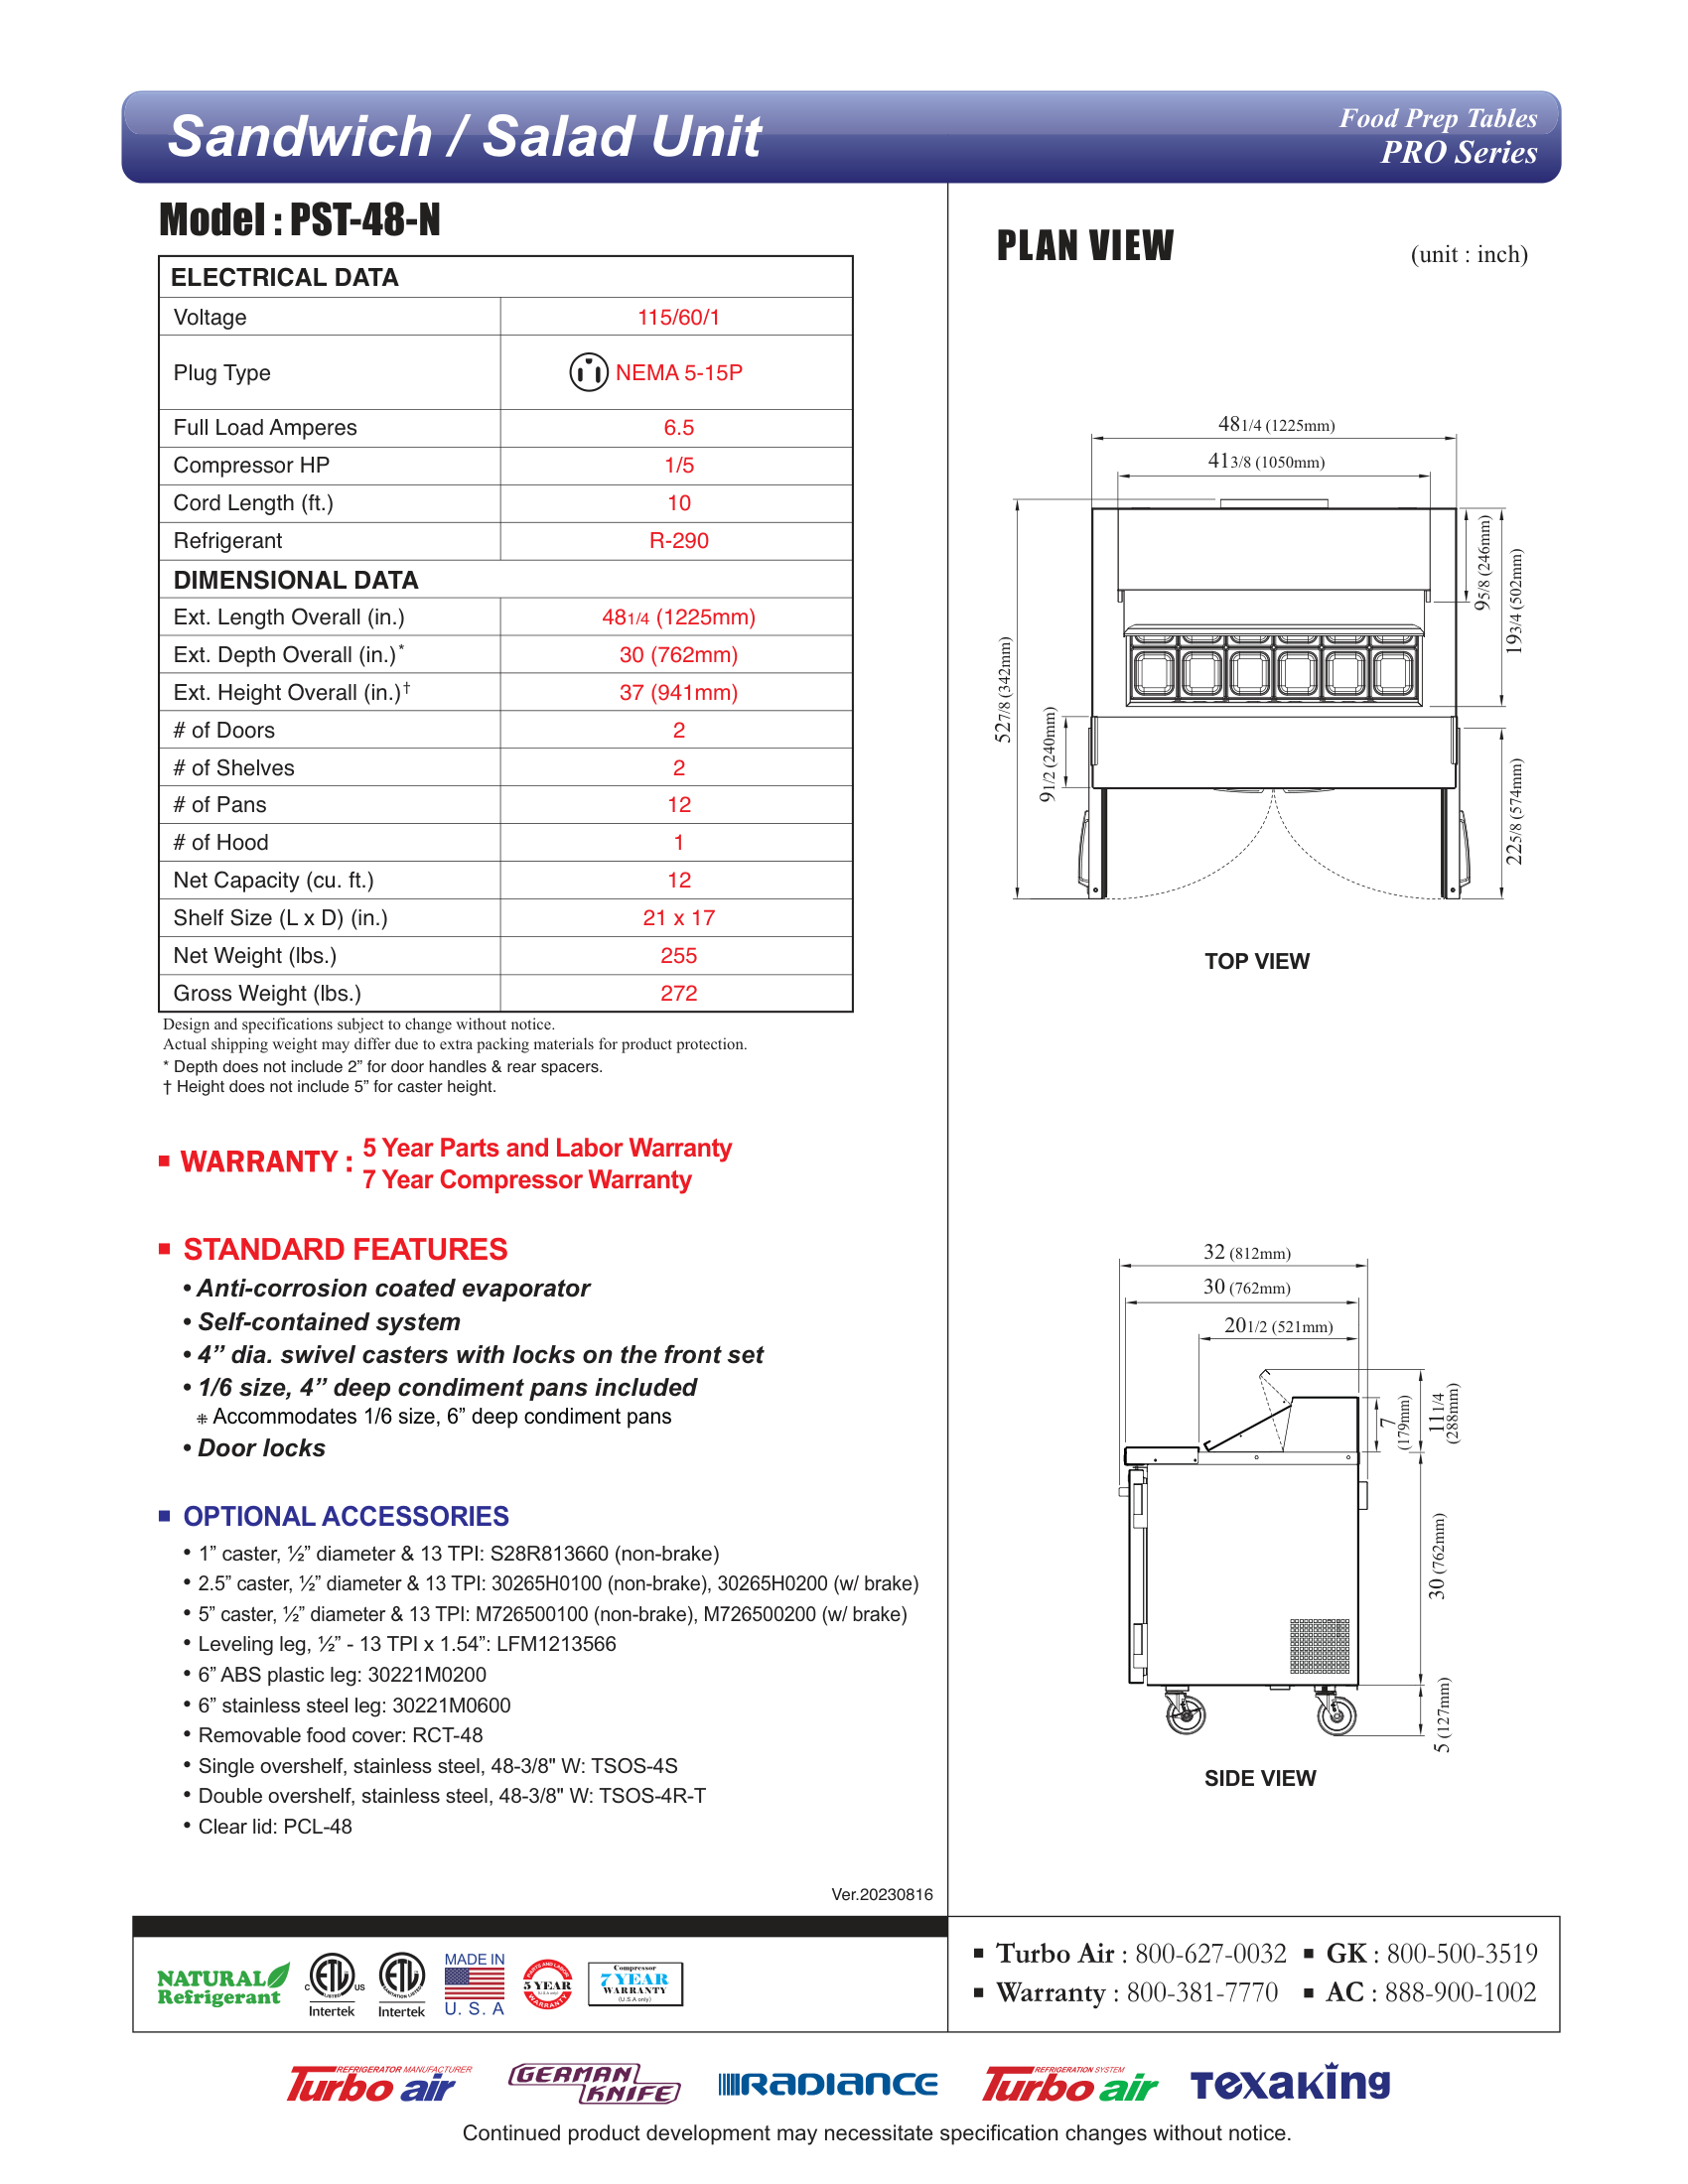 Sandwich / Salad Unit
Food Prep Tables
PRO Series
Model : PST-48-N
ELECTRICAL DATA
Voltage 115/60/1
Plug Type NEMA 5-15P
Full Load Amperes 6.5
Compressor HP 1/5
Cord Length (ft.) 10
Refrigerant R-290
DIMENSIONAL DATA
Ext. Length Overall (in.) 481/4 (1225mm)
Ext. Depth Overall (in.)* 30 (762mm)
Ext. Height Overall (in.)† 37 (941mm)
# of Doors 2
# of Shelves 2
# of Pans 12
# of Hood 1
Net Capacity (cu. ft.) 12
Shelf Size (L x D) (in.) 21 x 17
Net Weight (lbs.) 255
Gross Weight (lbs.) 272
Design and specifications subject to change without notice.
Actual shipping weight may differ due to extra packing materials for product protection.
* Depth does not include 2” for door handles & rear spacers.
† Height does not include 5” for caster height.
■ WARRANTY : 5 Year Parts and Labor Warranty
7 Year Compressor Warranty
■ STANDARD FEATURES
• Anti-corrosion coated evaporator
• Self-contained system
• 4” dia. swivel casters with locks on the front set
• 1/6 size, 4” deep condiment pans included
⁜ Accommodates 1/6 size, 6” deep condiment pans
• Door locks
■ OPTIONAL ACCESSORIES
• 1” caster, ½” diameter & 13 TPI: S28R813660 (non-brake)
• 2.5” caster, ½” diameter & 13 TPI: 30265H0100 (non-brake), 30265H0200 (w/ brake)
• 5” caster, ½” diameter & 13 TPI: M726500100 (non-brake), M726500200 (w/ brake)
• Leveling leg, ½” - 13 TPI x 1.54”: LFM1213566
• 6” ABS plastic leg: 30221M0200
• 6” stainless steel leg: 30221M0600
• Removable food cover: RCT-48
• Single overshelf, stainless steel, 48-3/8" W: TSOS-4S
• Double overshelf, stainless steel, 48-3/8" W: TSOS-4R-T
• Clear lid: PCL-48
Ver.20230816
PLAN VIEW
(unit : inch)
481/4 (1225mm)
413/8 (1050mm)
95/8 (246mm)
193/4 (502mm)
527/8 (342mm)
91/2 (240mm)
225/8 (574mm)
TOP VIEW
32 (812mm)
30 (762mm)
201/2 (521mm)
7
(179mm)
111/4
(288mm)
30 (762mm)
5 (127mm)
SIDE VIEW
NATURAL
Refrigerant
C ETL US
LISTED
Intertek
ETL
SANITATION LISTED
Intertek
MADE IN
U. S. A
PARTS AND LABOR
5 YEAR
(U.S.A only)
WARRANTY
Compressor
7 YEAR
WARRANTY
(U.S.A only)
■ Turbo Air : 800-627-0032 ■ GK : 800-500-3519
■ Warranty : 800-381-7770 ■ AC : 888-900-1002
REFRIGERATOR MANUFACTURER
Turbo air
GERMAN
KNIFE
RADIANCE
REFRIGERATION SYSTEM
Turbo air
Texaking
Continued product development may necessitate specification changes without notice.